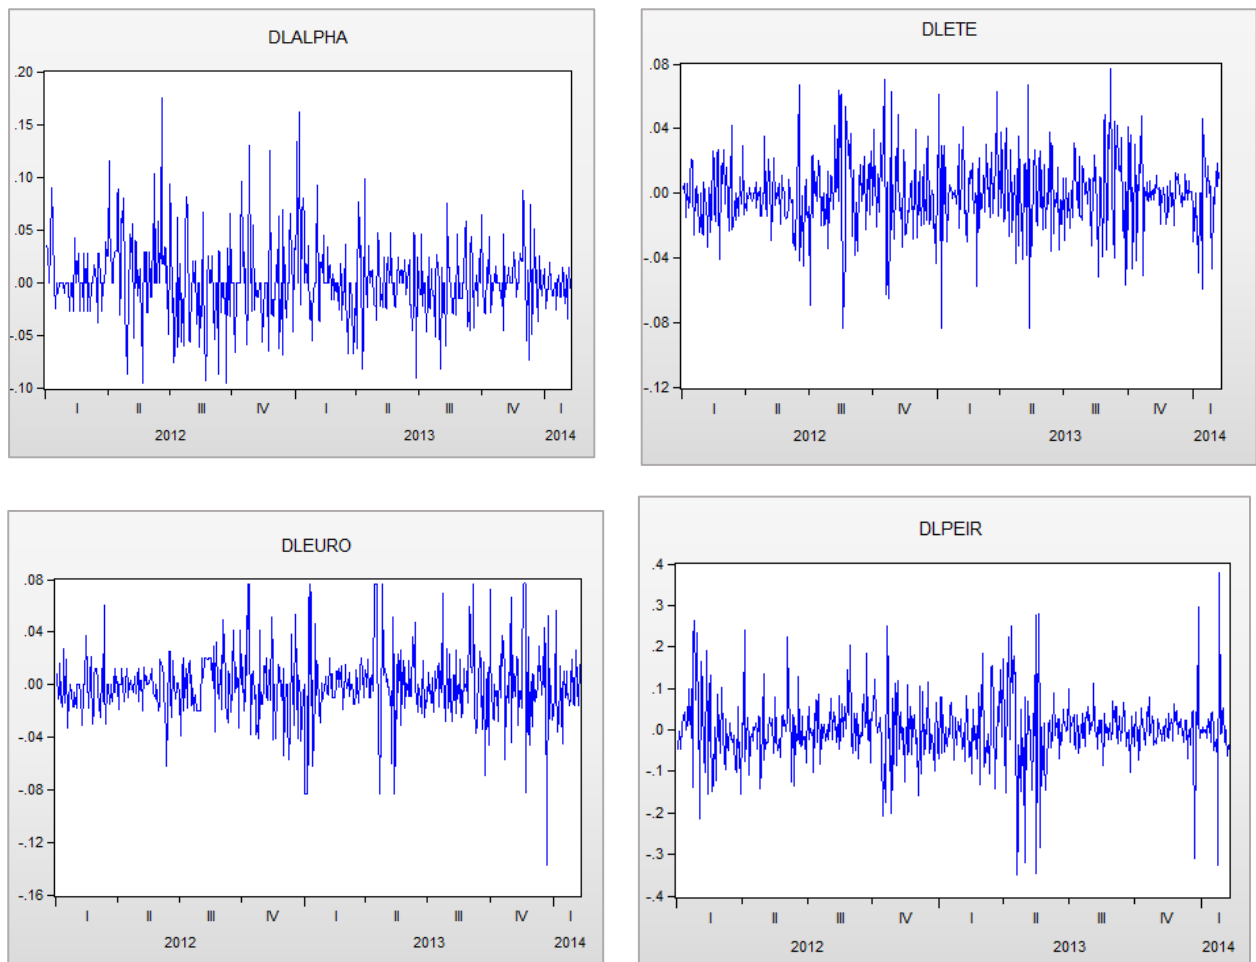 DLALPHA
.20
.15
.10
.05
.00
-.05
-.10
I II III IV I II III IV I
2012 2013 2014
DLETE
.08
.04
.00
-.04
-.08
-.12
I II III IV I II III IV I
2012 2013 2014
DLEURO
.08
.04
.00
-.04
-.08
-.12
-.16
I II III IV I II III IV I
2012 2013 2014
DLPEIR
.4
.3
.2
.1
.0
-.1
-.2
-.3
-.4
I II III IV I II III IV I
2012 2013 2014